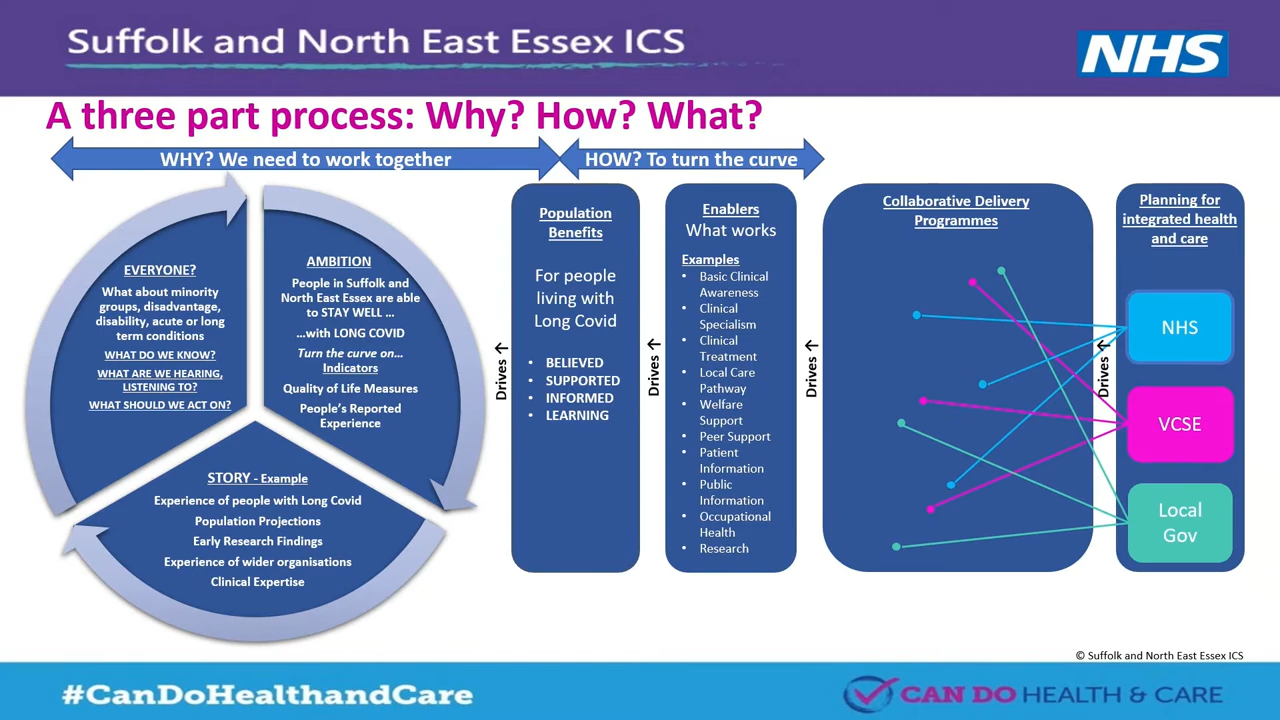 Suffolk and North East Essex ICS
NHS
A three part process: Why? How? What?
WHY? We need to work together
HOW? To turn the curve
EVERYONE?
What about minority
groups, disadvantage,
disability, acute or long
term conditions
WHAT DO WE KNOW?
WHAT ARE WE HEARING,
LISTENING TO?
WHAT SHOULD WE ACT ON?
AMBITION
People in Suffolk and
North East Essex are able
to STAY WELL ...
...with LONG COVID
Turn the curve on...
Indicators
Quality of Life Measures
People's Reported
Experience
STORY - Example
Experience of people with Long Covid
Population Projections
Early Research Findings
Experience of wider organisations
Clinical Expertise
Drives →
Population
Benefits
For people
living with
Long Covid
• BELIEVED
• SUPPORTED
• INFORMED
• LEARNING
Drives →
Enablers
What works
Examples
• Basic Clinical
Awareness
• Clinical
Specialism
• Clinical
Treatment
• Local Care
Pathway
• Welfare
Support
• Peer Support
• Patient
Information
• Public
Information
• Occupational
Health
• Research
Drives →
Collaborative Delivery
Programmes
Drives →
Planning for
integrated health
and care
NHS
VCSE
Local
Gov
© Suffolk and North East Essex ICS
#CanDoHealthandCare
CAN DO HEALTH & CARE